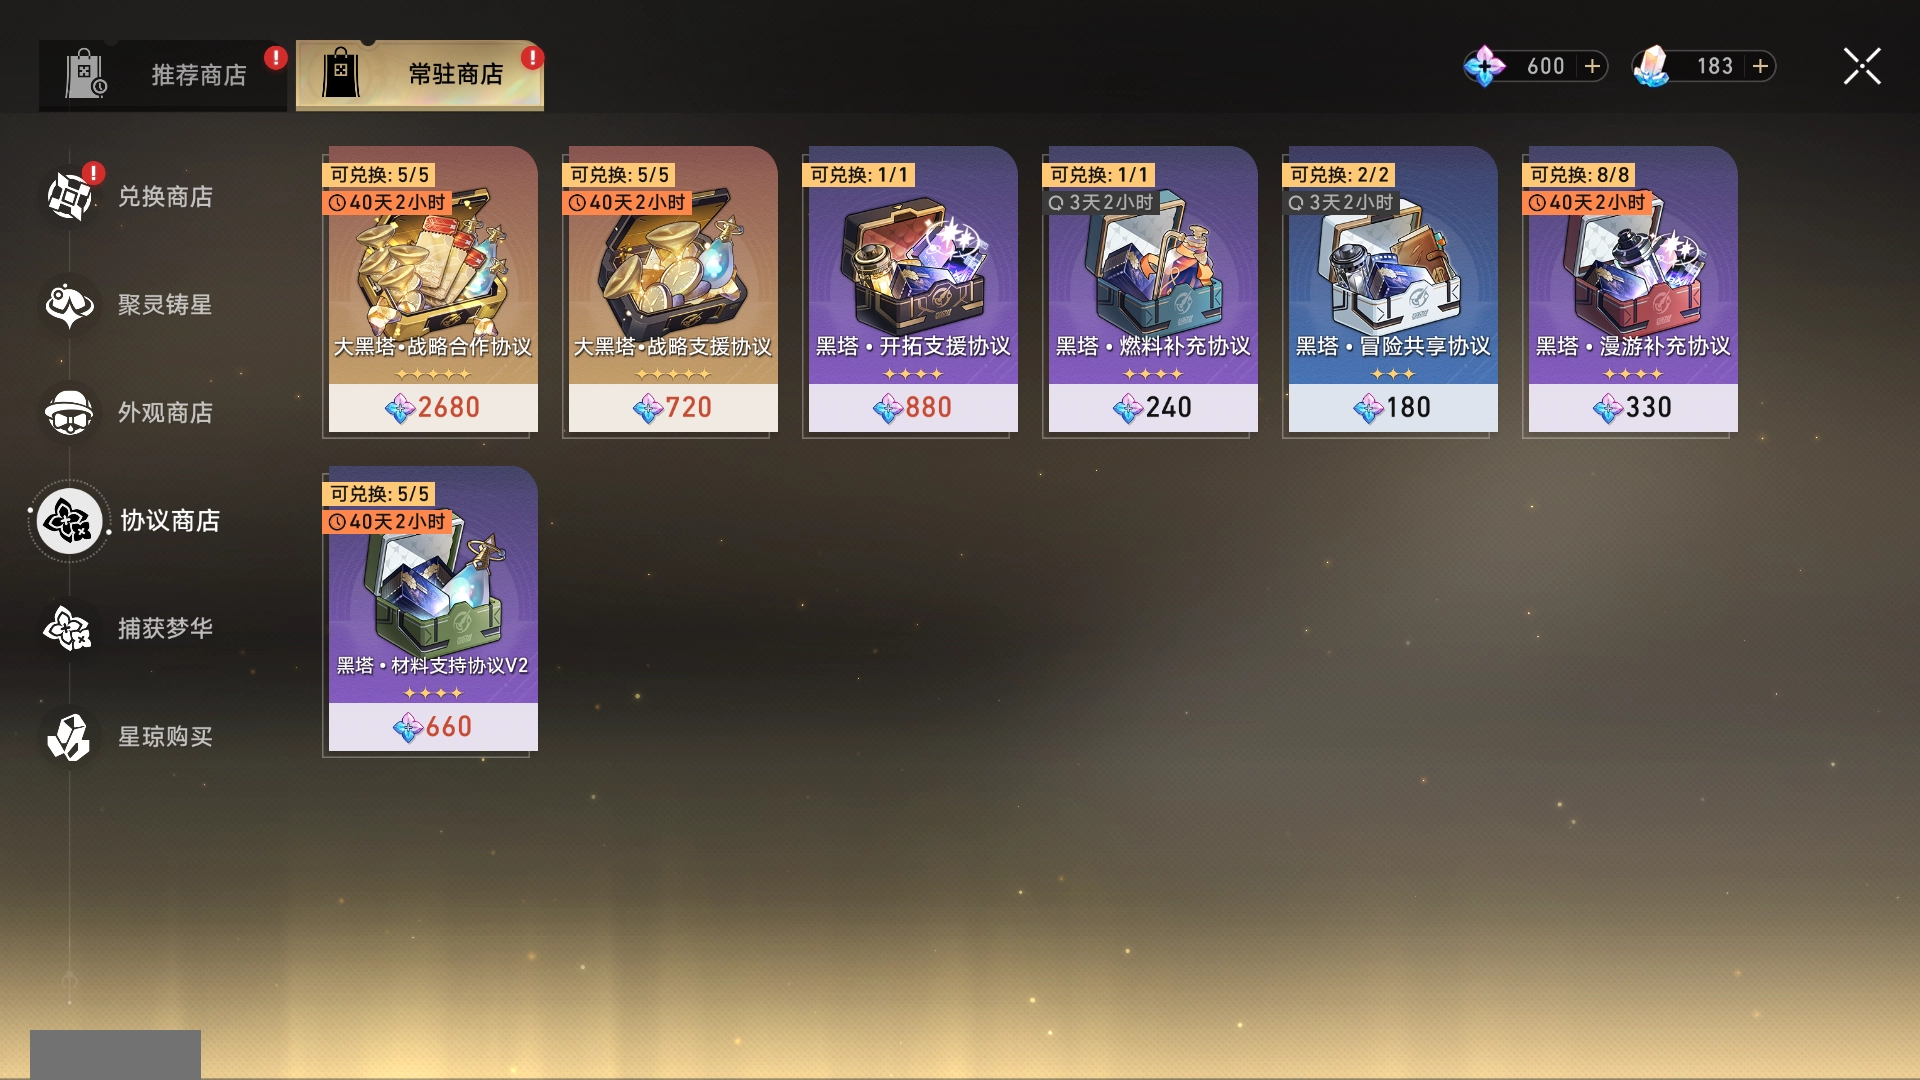 推荐商店
常驻商店
600
183
兑换商店
聚灵铸星
外观商店
协议商店
捕获梦华
星琼购买
可兑换: 5/5
40天2小时
大黑塔•战略合作协议
2680
可兑换: 5/5
40天2小时
大黑塔•战略支援协议
720
可兑换: 1/1
黑塔•开拓支援协议
880
可兑换: 1/1
3天2小时
黑塔•燃料补充协议
240
可兑换: 2/2
3天2小时
黑塔•冒险共享协议
180
可兑换: 8/8
40天2小时
黑塔•漫游补充协议
330
可兑换: 5/5
40天2小时
黑塔•材料支持协议V2
660